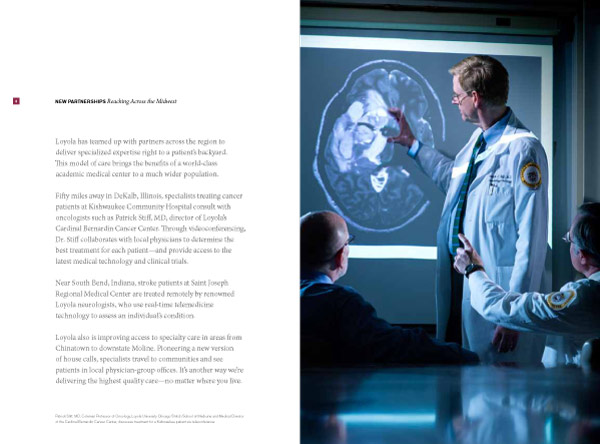 NEW PARTNERSHIPS Reaching Across the Midwest
Loyola has teamed up with partners across the region to
deliver specialized expertise right to a patient's backyard.
This model of care brings the benefits of a world-class
academic medical center to a much wider population.
Fifty miles away in DeKalb, Illinois, specialists treating cancer
patients at Kishwaukee Community Hospital consult with
oncologists such as Patrick Stiff, MD, director of Loyola's
Cardinal Bernardin Cancer Center. Through videoconferencing,
Dr. Stiff collaborates with local physicians to determine the
best treatment for each patient—and provide access to the
latest medical technology and clinical trials.
Near South Bend, Indiana, stroke patients at Saint Joseph
Regional Medical Center are treated remotely by renowned
Loyola neurologists, who use real-time telemedicine
technology to assess an individual's condition.
Loyola also is improving access to specialty care in areas from
Chinatown to downstate Moline. Pioneering a new version
of house calls, specialists travel to communities and see
patients in local physician-group offices. It's another way we're
delivering the highest quality care—no matter where you live.